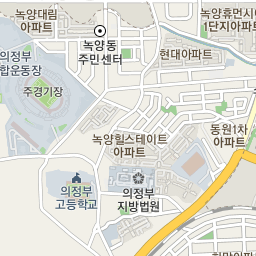 녹양대림
아파트
녹양휴먼시아
1단지아파트
녹양동
주민센터
현대아파트
의정부
합운동장
주경기장
녹양힐스테이트
아파트
동원1차
아파트
의정부
고등학교
의정부
지방법원